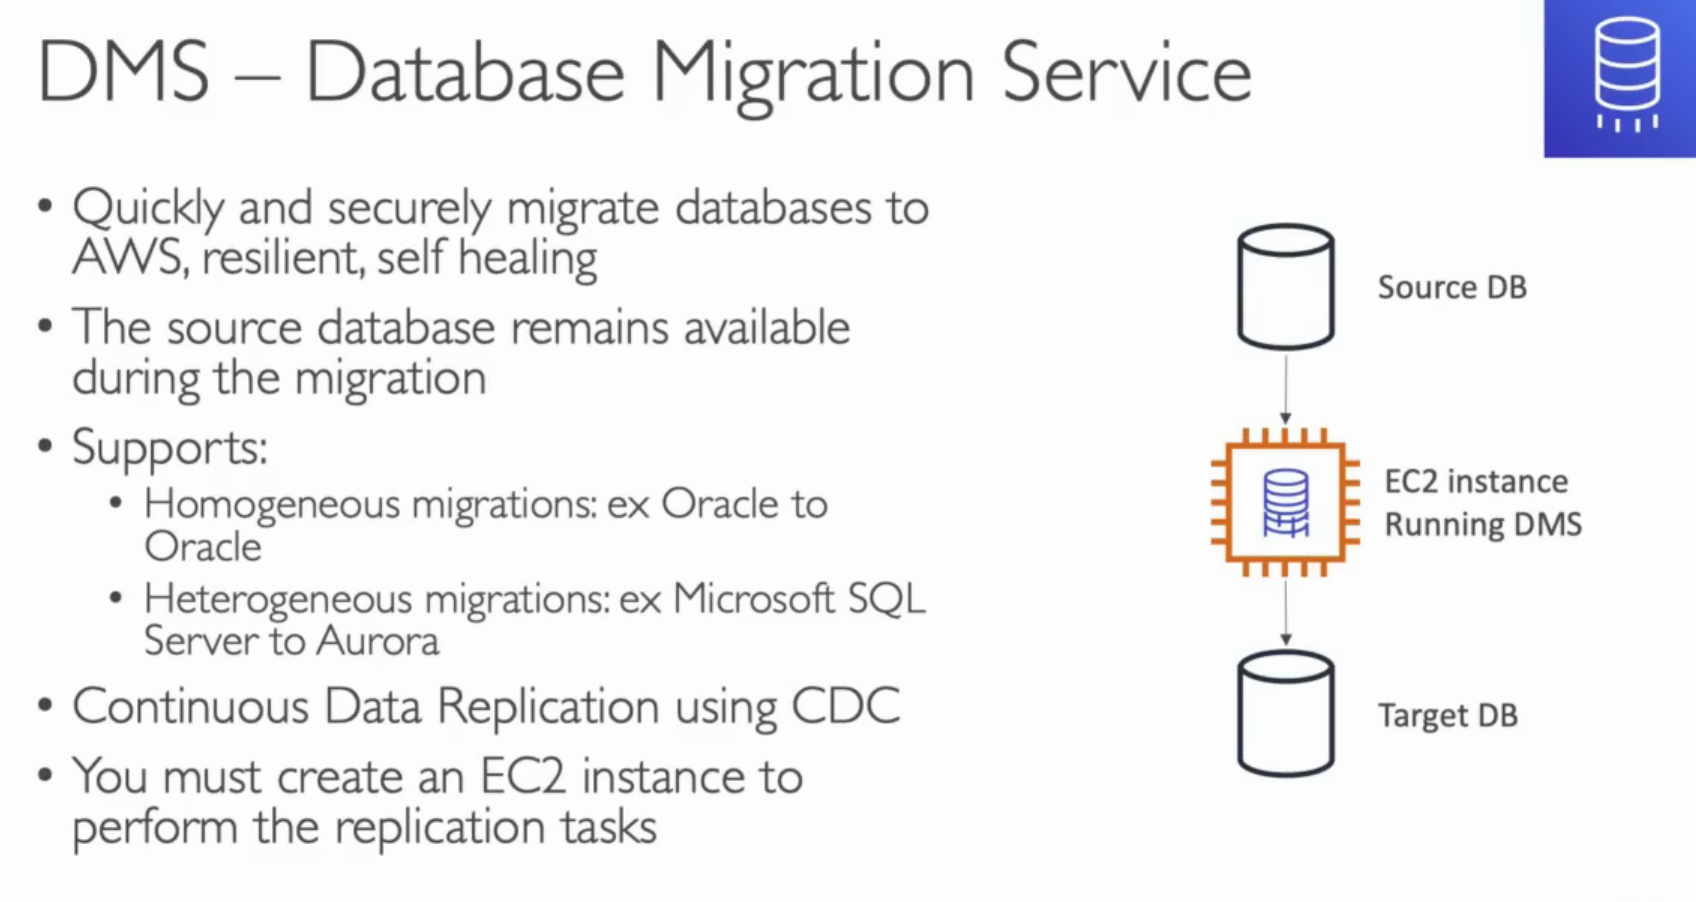 DMS – Database Migration Service
• Quickly and securely migrate databases to
AWS, resilient, self healing
• The source database remains available
during the migration
• Supports:
• Homogeneous migrations: ex Oracle to
Oracle
• Heterogeneous migrations: ex Microsoft SQL
Server to Aurora
• Continuous Data Replication using CDC
• You must create an EC2 instance to
perform the replication tasks
Source DB
EC2 instance
Running DMS
Target DB